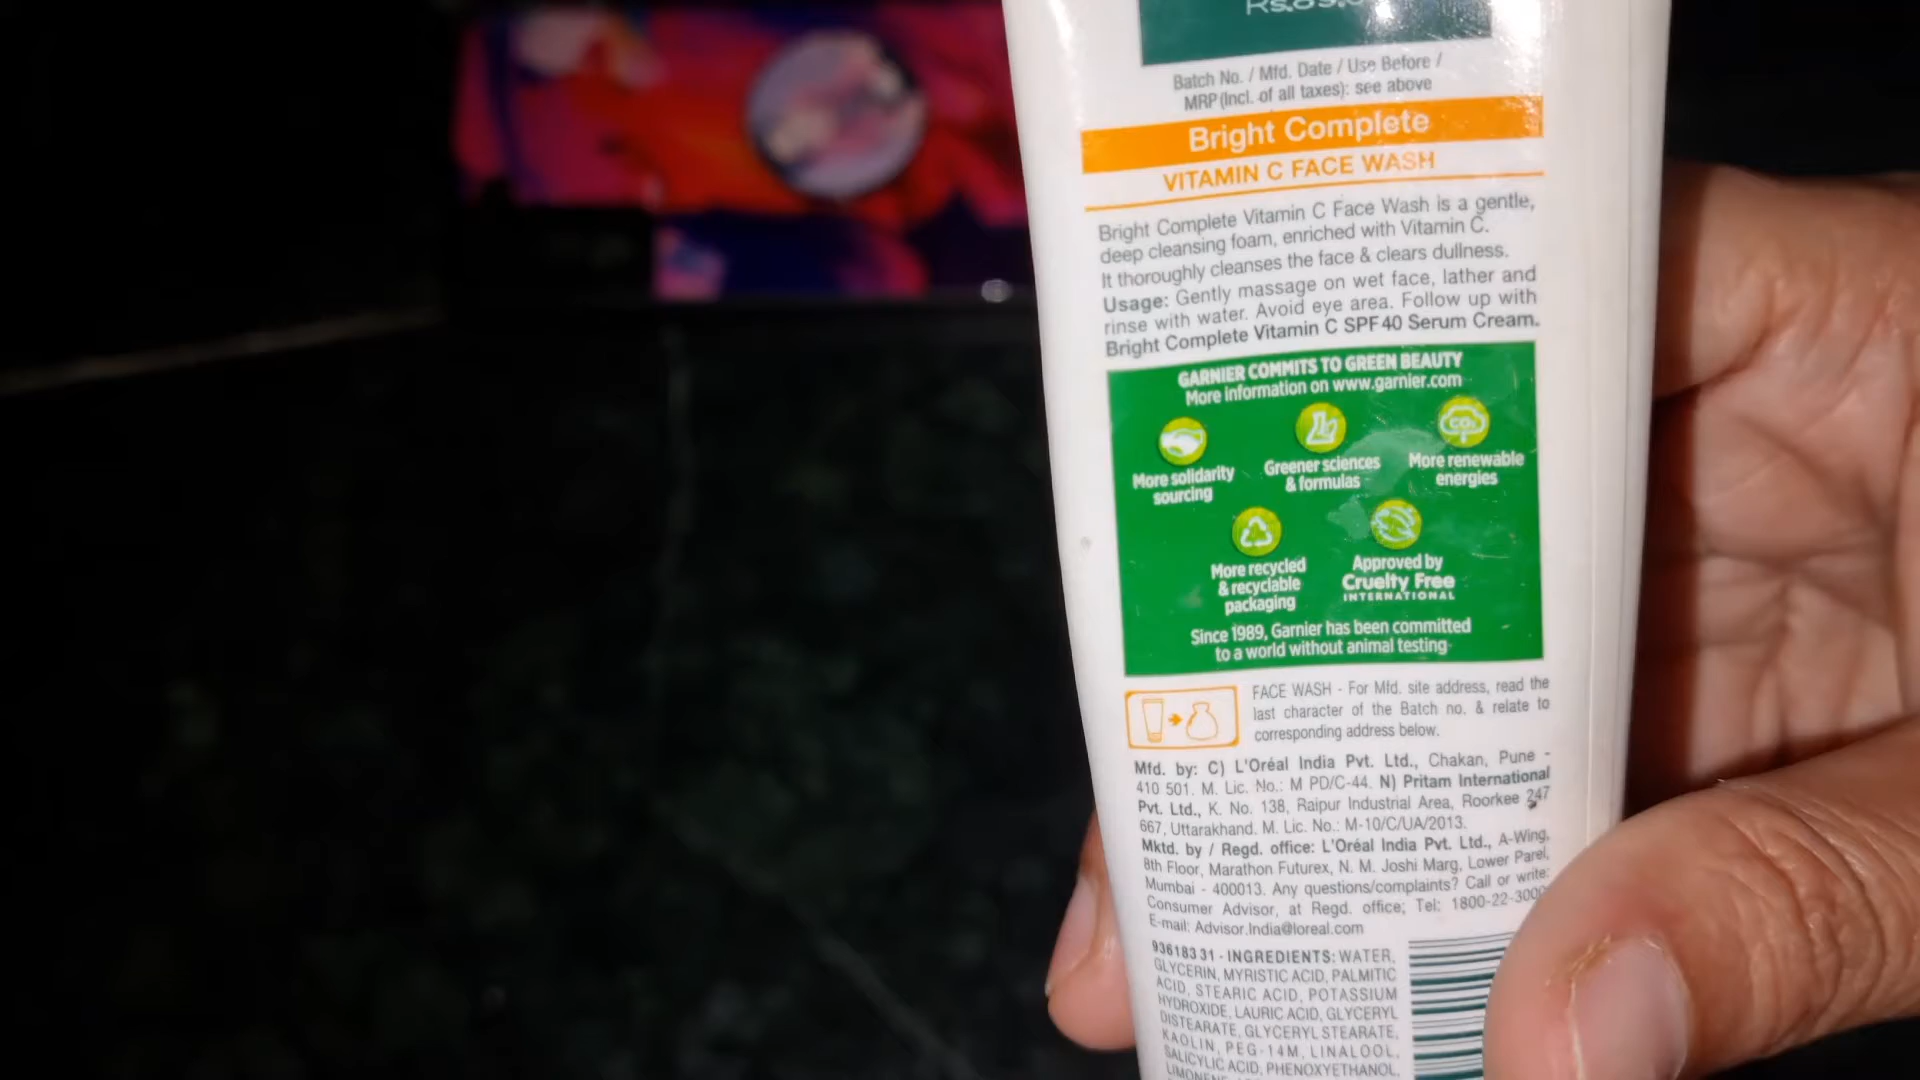 Batch No. / Mfd. Date / Use Before /
MRP (Incl. of all taxes): see above
Bright Complete
VITAMIN C FACE WASH
Bright Complete Vitamin C Face Wash is a gentle,
deep cleansing foam, enriched with Vitamin C.
It thoroughly cleanses the face & clears dullness.
Usage: Gently massage on wet face, lather and
rinse with water. Avoid eye area. Follow up with
Bright Complete Vitamin C SPF40 Serum Cream.
GARNIER COMMITS TO GREEN BEAUTY
More information on www.garnier.com
CO₂
More solidarity
sourcing
Greener sciences
& formulas
More renewable
energies
More recycled
& recyclable
packaging
Approved by
Cruelty Free
INTERNATIONAL
Since 1989, Garnier has been committed
to a world without animal testing
FACE WASH - For Mfd. site address, read the
last character of the Batch no. & relate to
corresponding address below.
Mfd. by: C) L'Oréal India Pvt. Ltd., Chakan, Pune -
410 501. M. Lic. No.: M PD/C-44. N) Pritam International
Pvt. Ltd., K. No. 138, Raipur Industrial Area, Roorkee 247
667, Uttarakhand. M. Lic. No.: M-10/C/UA/2013.
Mktd. by / Regd. office: L'Oréal India Pvt. Ltd., A-Wing,
8th Floor, Marathon Futurex, N. M. Joshi Marg, Lower Parel,
Mumbai - 400013. Any questions/complaints? Call or write:
Consumer Advisor, at Regd. office; Tel: 1800-22-300
E-mail: Advisor.India@loreal.com
936183 31 - INGREDIENTS: WATER,
GLYCERIN, MYRISTIC ACID, PALMITIC
ACID, STEARIC ACID, POTASSIUM
HYDROXIDE, LAURIC ACID, GLYCERYL
DISTEARATE, GLYCERYL STEARATE,
KAOLIN, PEG-14M, LINALOOL,
SALICYLIC ACID, PHENOXYETHANOL,